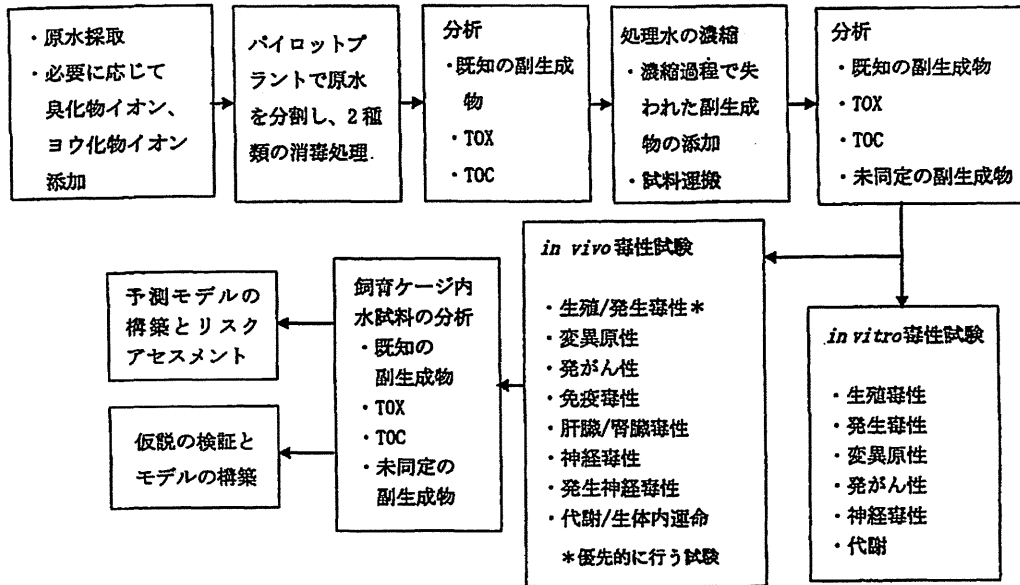 ・原水採取
・必要に応じて
臭化物イオン、
ヨウ化物イオン
添加
パイロットプ
ラントで原水
を分割し、2種
類の消毒処理.
分析
・既知の副生成
物
・TOX
・TOC
処理水の濃縮
・濃縮過程で失
われた副生成
物の添加
・試料運搬
分析
・既知の副生成物
・TOX
・TOC
・未同定の副生成物
in vivo毒性試験
・生殖/発生毒性*
・変異原性
・発がん性
・免疫毒性
・肝臓/腎臓毒性
・神経毒性
・発生神経毒性
・代謝/生体内運命
*優先的に行う試験
in vitro毒性試験
・生殖毒性
・発生毒性
・変異原性
・発がん性
・神経毒性
・代謝
飼育ケージ内
水試料の分析
・既知の
副生成物
・TOX
・TOC
・未同定の
副生成物
予測モデルの
構築とリスク
アセスメント
仮説の検証と
モデルの構築